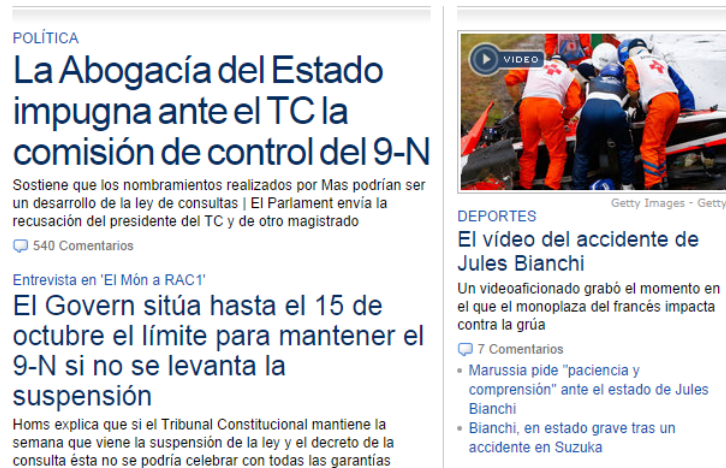 POLÍTICA
La Abogacía del Estado
impugna ante el TC la
comisión de control del 9-N
Sostiene que los nombramientos realizados por Mas podrían ser
un desarrollo de la ley de consultas | El Parlament envía la
recusación del presidente del TC y de otro magistrado
540 Comentarios
Entrevista en 'El Món a RAC1'
El Govern sitúa hasta el 15 de
octubre el límite para mantener el
9-N si no se levanta la
suspensión
Homs explica que si el Tribunal Constitucional mantiene la
semana que viene la suspensión de la ley y el decreto de la
consulta ésta no se podría celebrar con todas las garantías
VIDEO
Getty Images - Getty
DEPORTES
El vídeo del accidente de
Jules Bianchi
Un videoaficionado grabó el momento en
el que el monoplaza del francés impacta
contra la grúa
7 Comentarios
Marussia pide "paciencia y
comprensión" ante el estado de Jules
Bianchi
Bianchi, en estado grave tras un
accidente en Suzuka